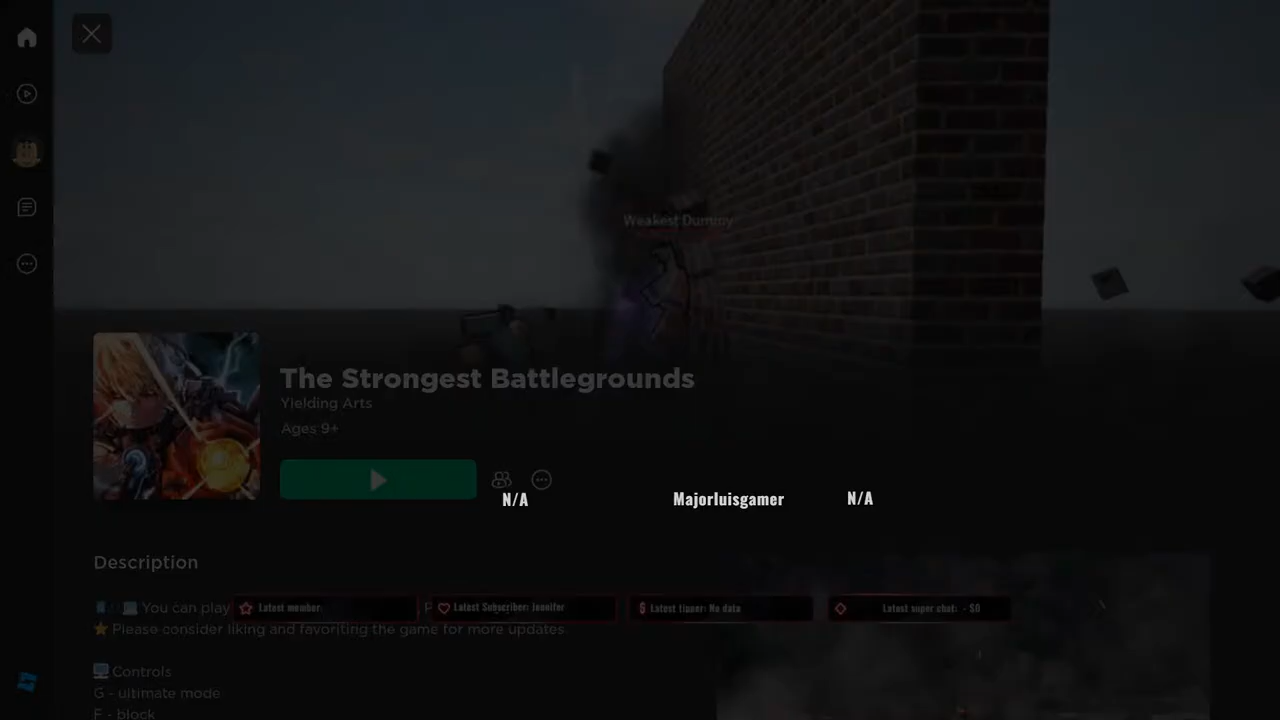 Weakest Dummy
The Strongest Battlegrounds
Yielding Arts
Ages 9+
N/A
Majorluisgamer
N/A
Description
You can play
Latest member:
P
Latest Subscriber: Jennifer
Latest tipper: No data
Latest super chat: - $0
Please consider liking and favoriting the game for more updates
Controls
G - ultimate mode
F - block